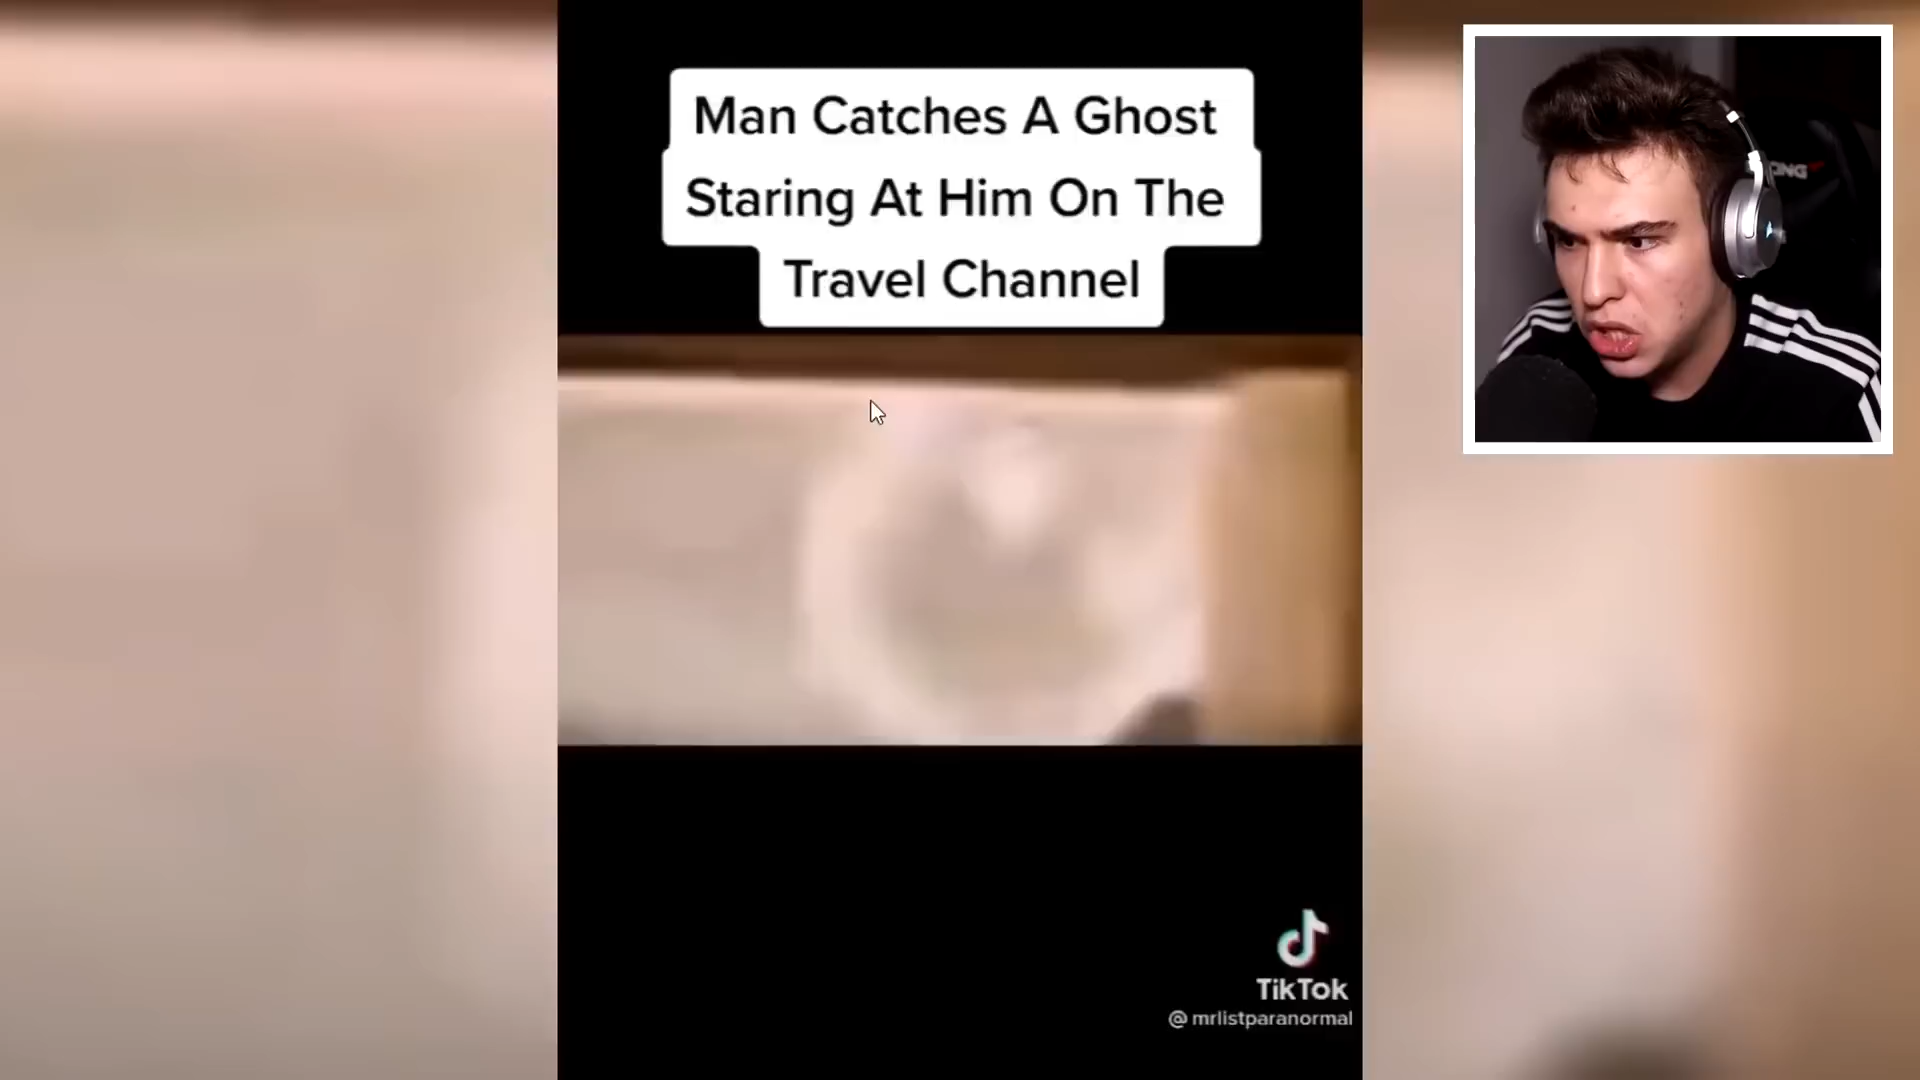 Man Catches A Ghost
Staring At Him On The
Travel Channel
TikTok
@mrlistparanormal